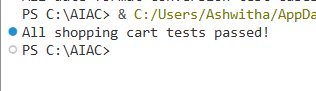 PS C:\AIAC> & C:/Users/Ashwitha/AppDa
All shopping cart tests passed!
PS C:\AIAC>